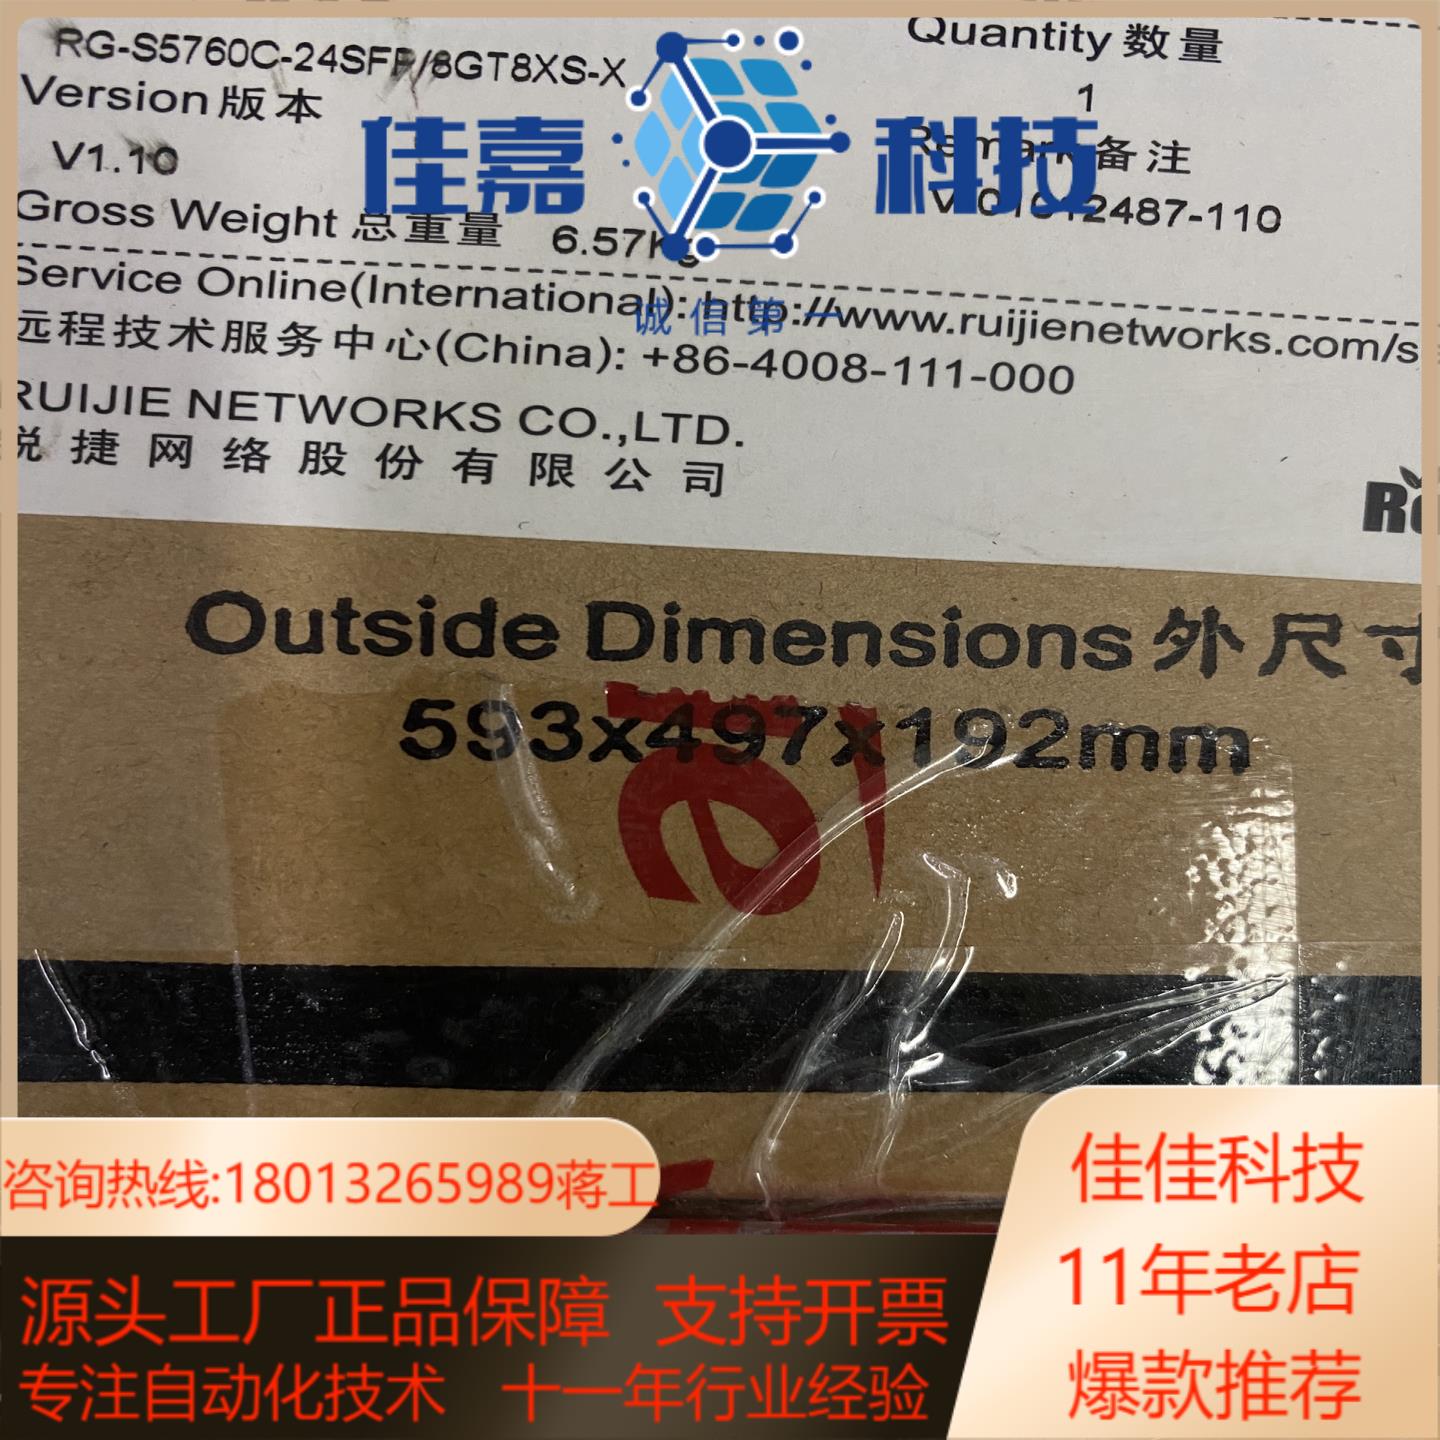 RG-S5760C-24SFP/8GT8XS-X
Version 版本
V1.10
Gross Weight 总重量 6.57Kg
Quantity 数量
1
Remark 备注
佳嘉 科技
诚信第一
Service Online(International): http://www.ruijienetworks.com/s
远程技术服务中心(China): +86-4008-111-000
RUIJIE NETWORKS CO.,LTD.
锐捷网络股份有限公司
Outside Dimensions 外尺寸
593x497x192mm
咨询热线:18013265989蒋工
源头工厂正品保障 支持开票
专注自动化技术 十一年行业经验
佳佳科技
11年老店
爆款推荐